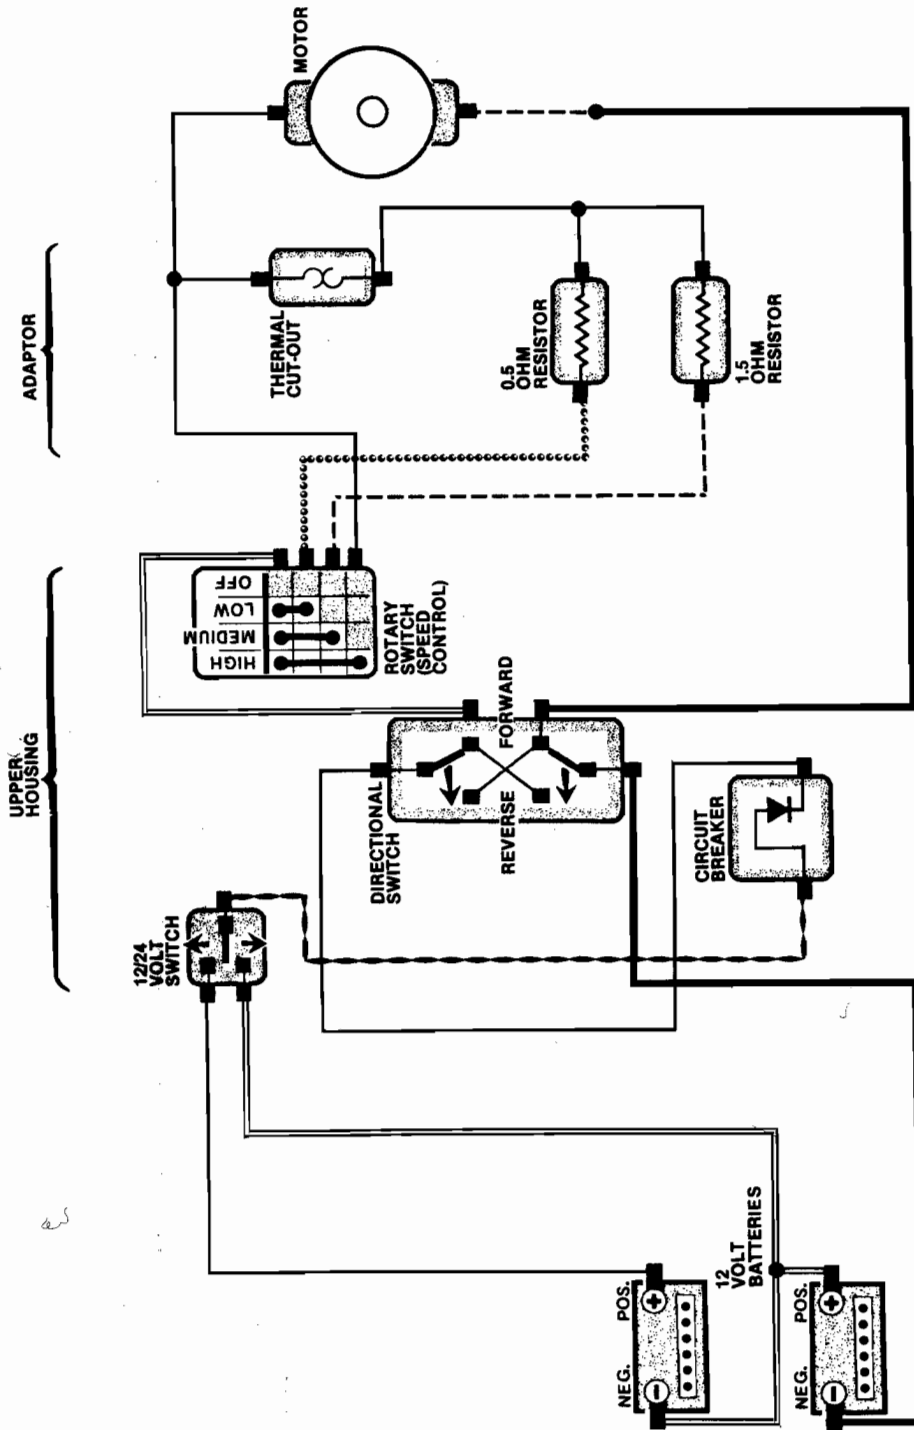 UPPER
HOUSING
ADAPTOR
12/24
VOLT
SWITCH
HIGH
MEDIUM
LOW
OFF
ROTARY
SWITCH
(SPEED
CONTROL)
THERMAL
CUT-OUT
MOTOR
DIRECTIONAL
SWITCH
REVERSE
FORWARD
0.5
OHM
RESISTOR
1.5
OHM
RESISTOR
CIRCUIT
BREAKER
NEG.
POS.
12
VOLT
BATTERIES
NEG.
POS.